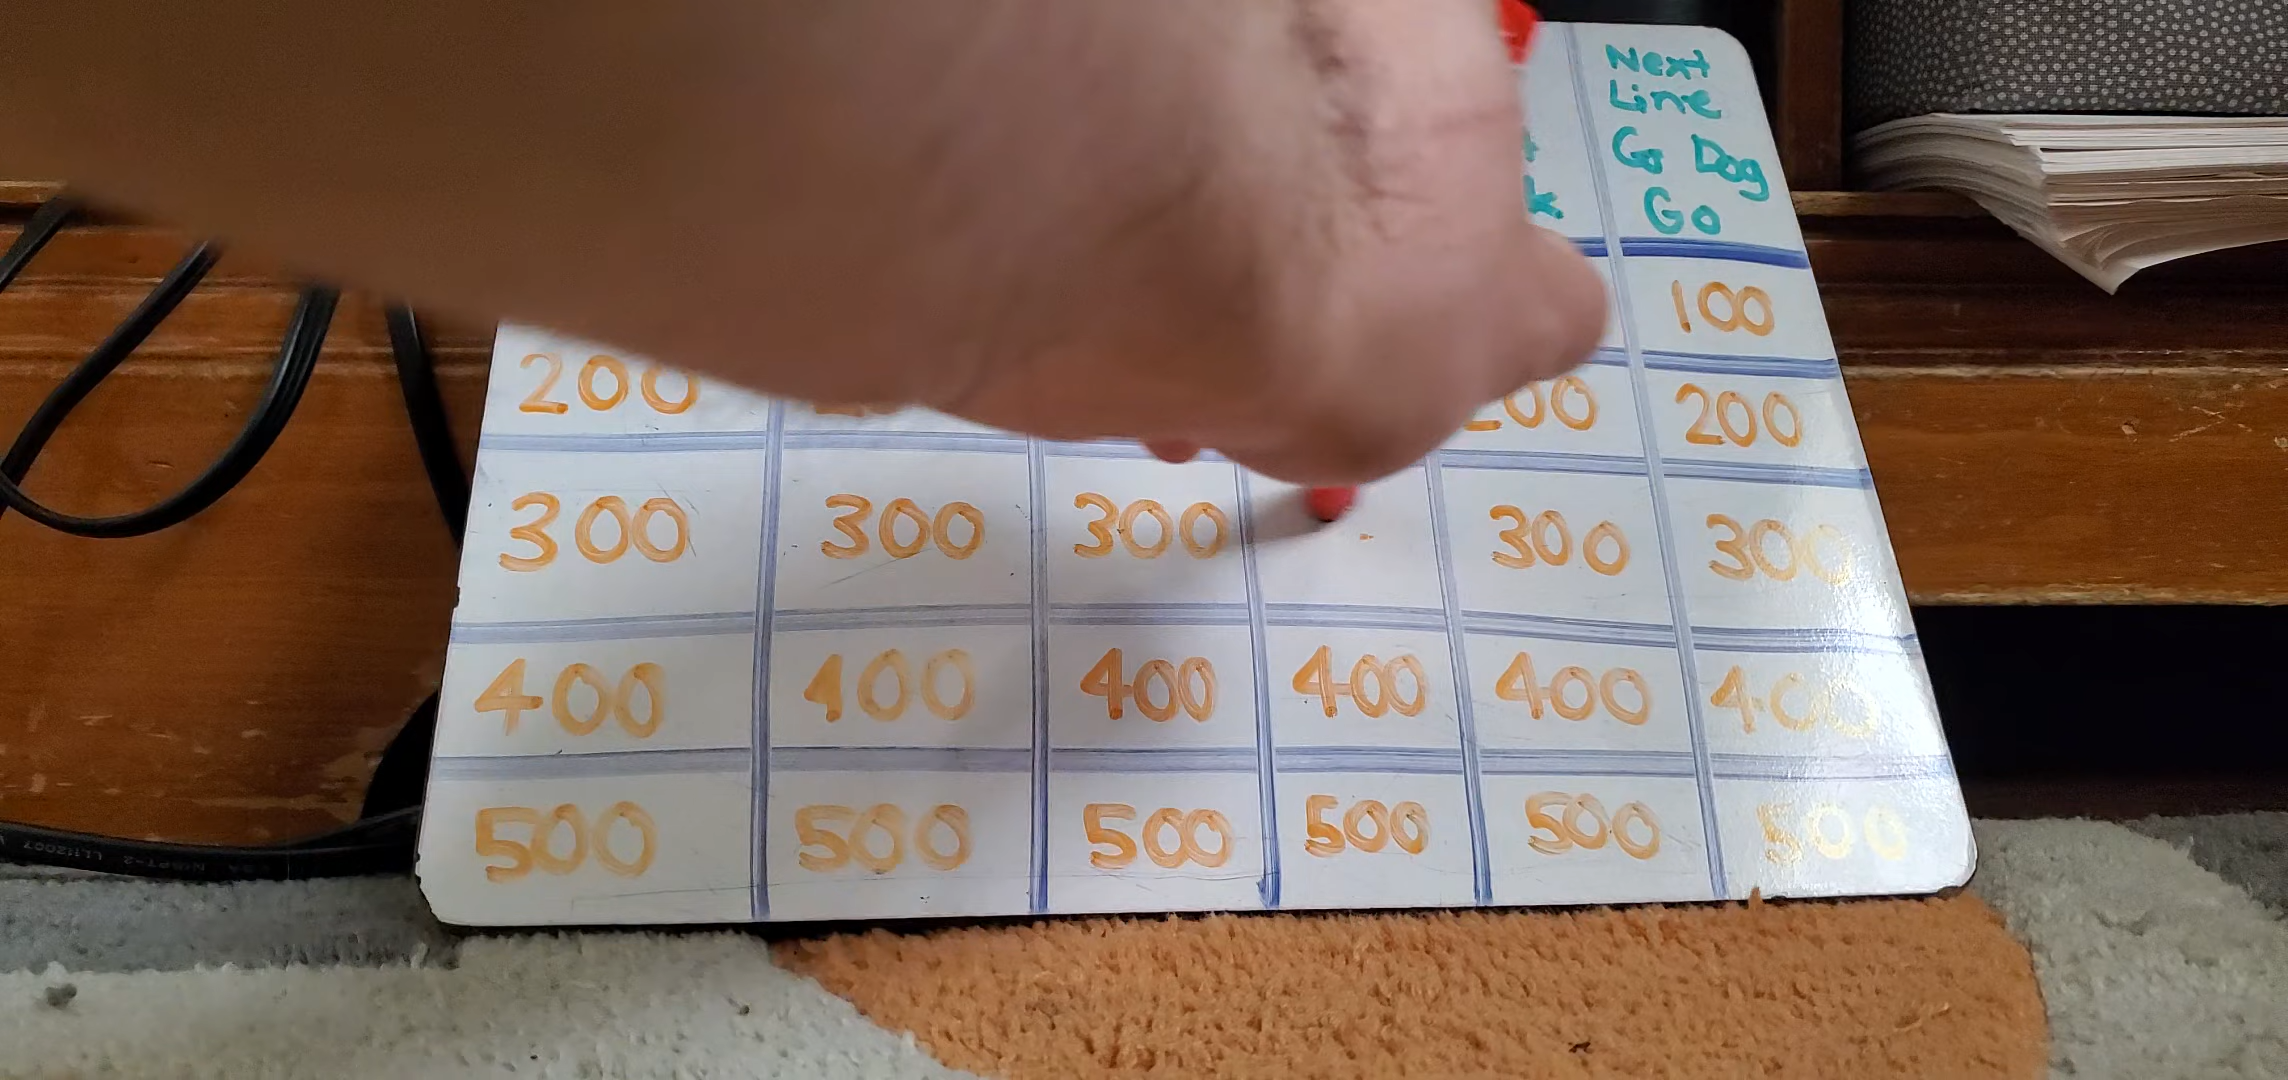 Next
Line
Go Dog
Go
100
200 200
300 300 300 300 300
400 400 400 400 400 400
500 500 500 500 500 500